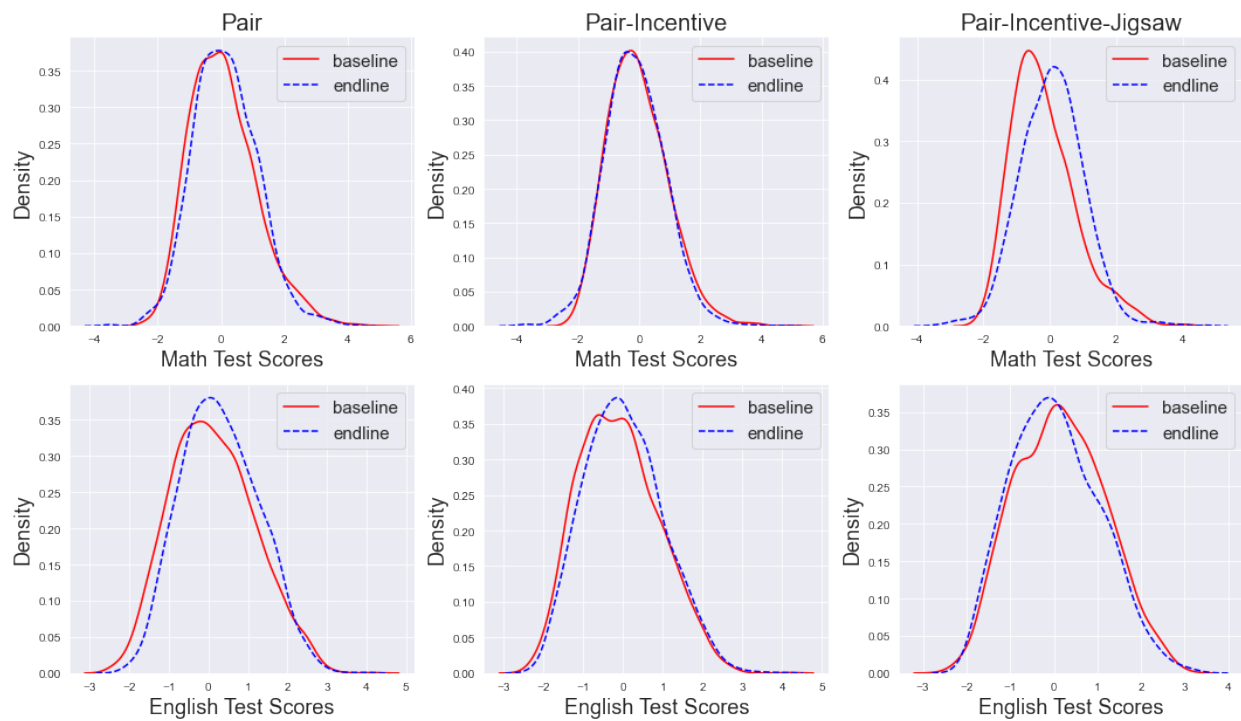 Pair
baseline
endline
Density
0.35
0.30
0.25
0.20
0.15
0.10
0.05
0.00
−4 −2 0 2 4 6
Math Test Scores
Pair-Incentive
baseline
endline
Density
0.40
0.35
0.30
0.25
0.20
0.15
0.10
0.05
0.00
−4 −2 0 2 4 6
Math Test Scores
Pair-Incentive-Jigsaw
baseline
endline
Density
0.4
0.3
0.2
0.1
0.0
−4 −2 0 2 4
Math Test Scores
baseline
endline
Density
0.35
0.30
0.25
0.20
0.15
0.10
0.05
0.00
−3 −2 −1 0 1 2 3 4 5
English Test Scores
baseline
endline
Density
0.40
0.35
0.30
0.25
0.20
0.15
0.10
0.05
0.00
−3 −2 −1 0 1 2 3 4 5
English Test Scores
baseline
endline
Density
0.35
0.30
0.25
0.20
0.15
0.10
0.05
0.00
−3 −2 −1 0 1 2 3 4
English Test Scores